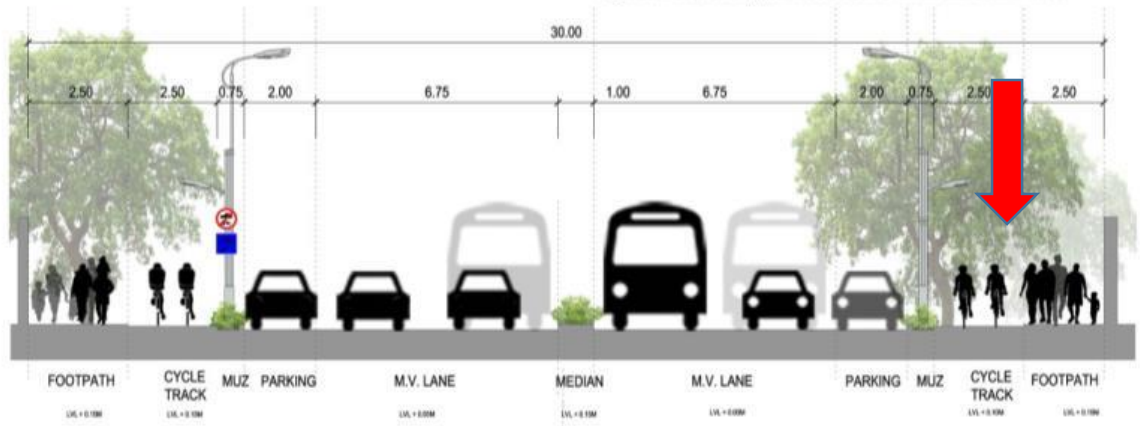 30.00
2.50 2.50 0.75 2.00 6.75 1.00 6.75 2.00 0.75 2.50 2.50
FOOTPATH CYCLE TRACK MUZ PARKING M.V. LANE MEDIAN M.V. LANE PARKING MUZ CYCLE TRACK FOOTPATH